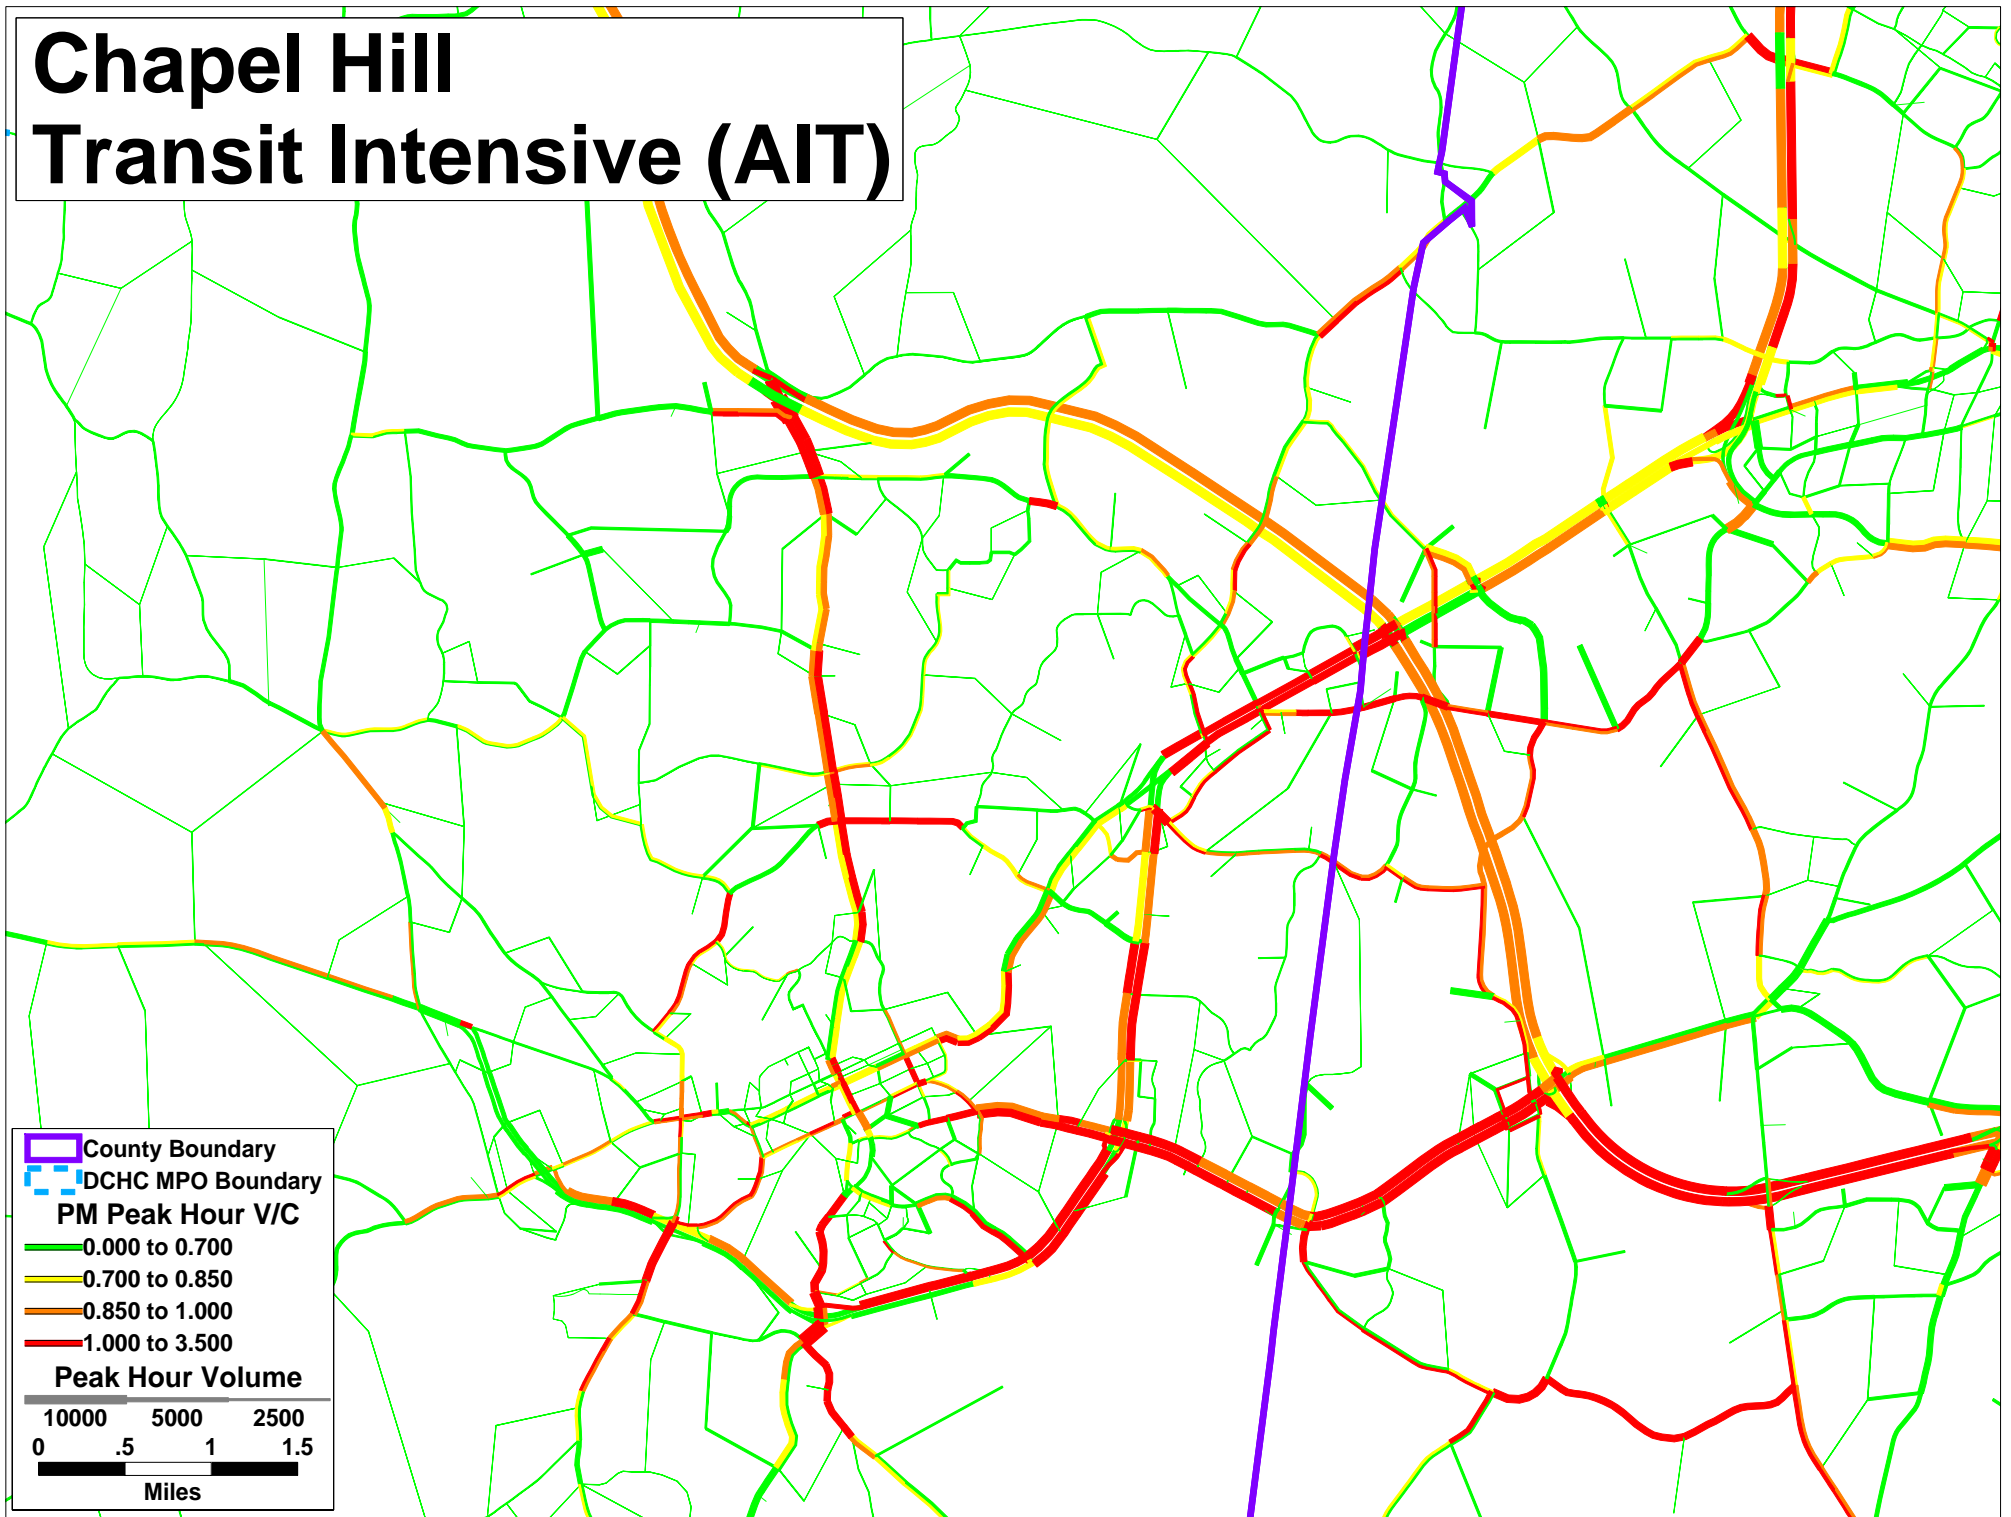 Chapel Hill
Transit Intensive (AIT)
County Boundary
DCHC MPO Boundary
PM Peak Hour V/C
0.000 to 0.700
0.700 to 0.850
0.850 to 1.000
1.000 to 3.500
Peak Hour Volume
10000 5000 2500
0 .5 1 1.5
Miles